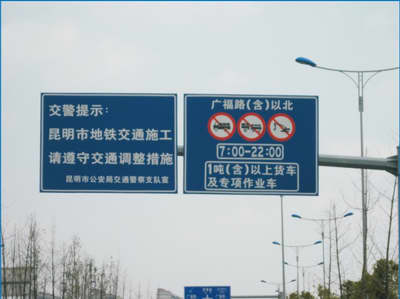 交警提示:
昆明市地铁交通施工
请遵守交通调整措施
昆明市公安局交通警察支队宣
广福路(含)以北
7:00-22:00
1吨(含)以上货车
及专项作业车